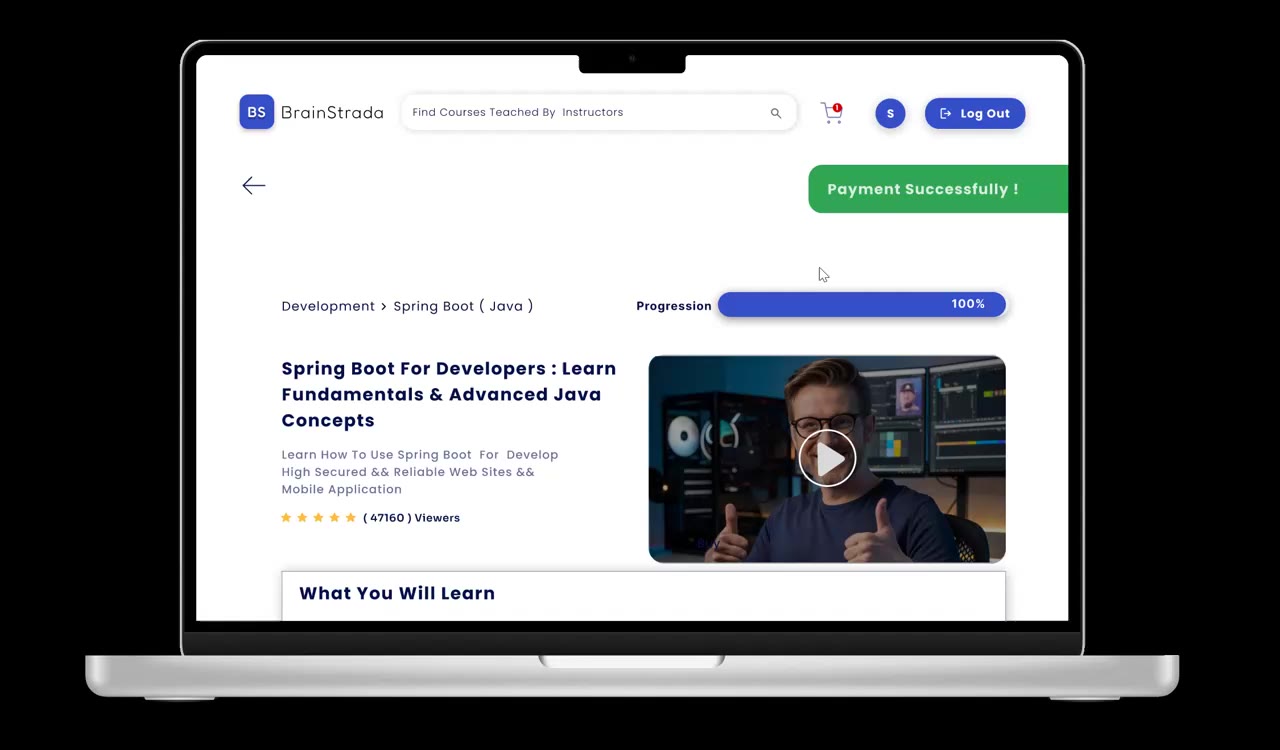 BS BrainStrada
Find Courses Teached By Instructors
1
S
Log Out
Payment Successfully !
Development > Spring Boot ( Java )
Progression
100%
Spring Boot For Developers : Learn
Fundamentals & Advanced Java
Concepts
Learn How To Use Spring Boot For Develop
High Secured && Reliable Web Sites &&
Mobile Application
( 47160 ) Viewers
Buy
What You Will Learn